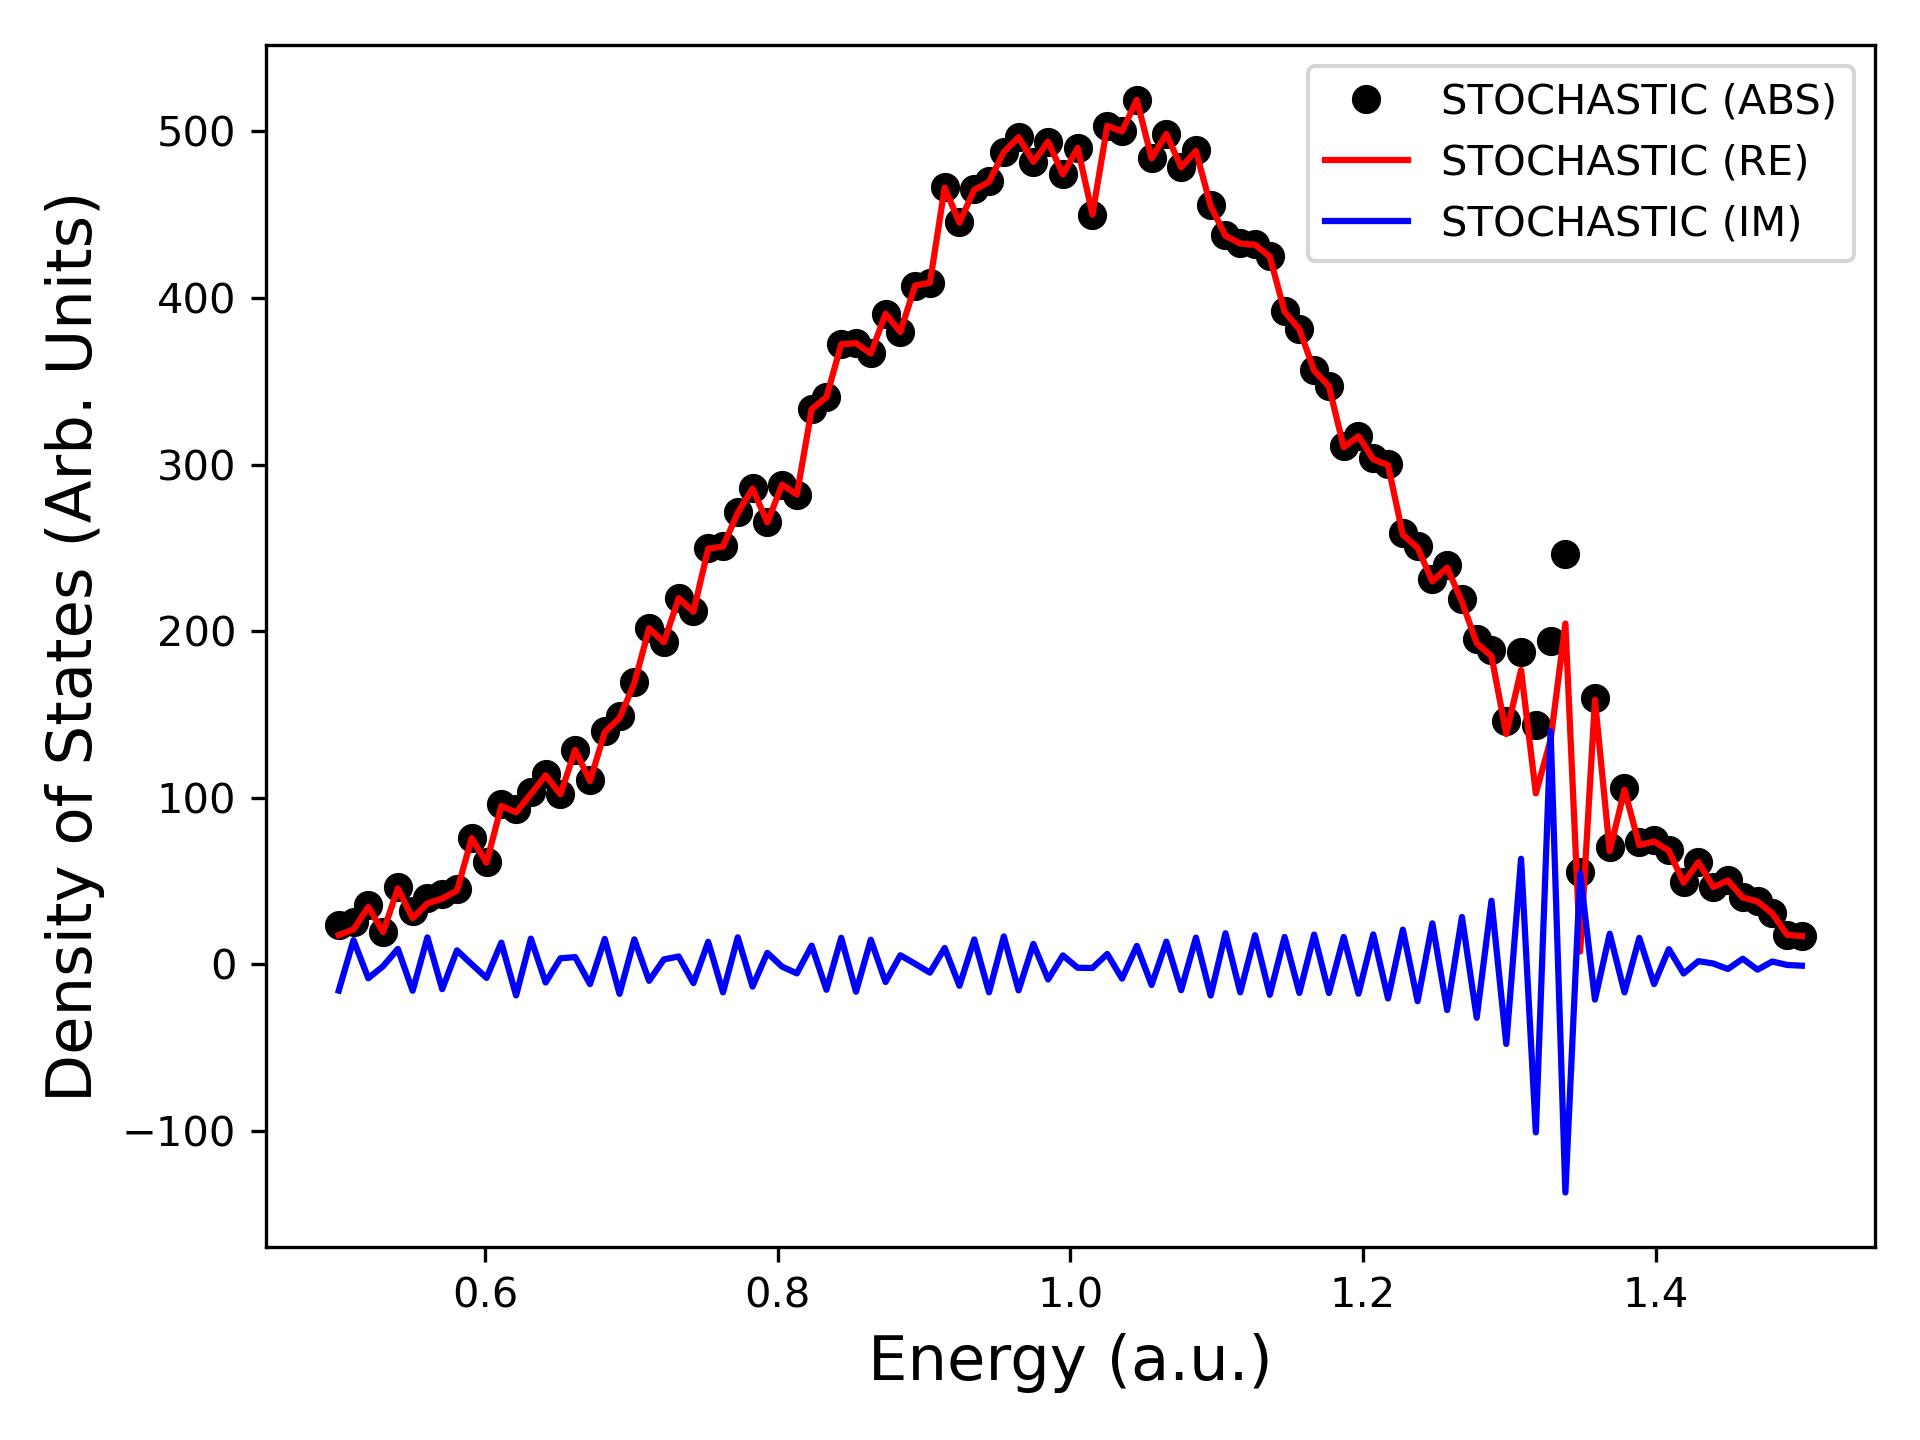 STOCHASTIC (ABS)
STOCHASTIC (RE)
STOCHASTIC (IM)
Density of States (Arb. Units)
500
400
300
200
100
0
−100
0.6 0.8 1.0 1.2 1.4
Energy (a.u.)